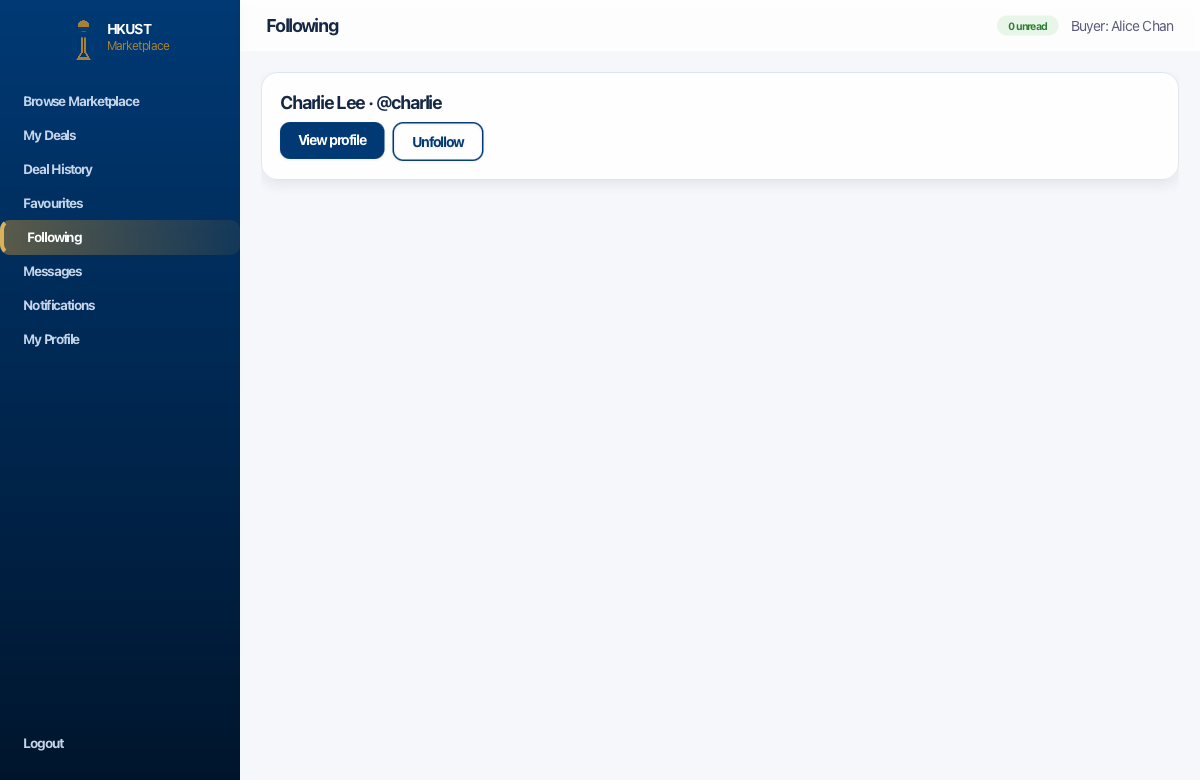 HKUST
Marketplace
Browse Marketplace
My Deals
Deal History
Favourites
Following
Messages
Notifications
My Profile
Logout
Following
0 unread
Buyer: Alice Chan
Charlie Lee · @charlie
View profile
Unfollow